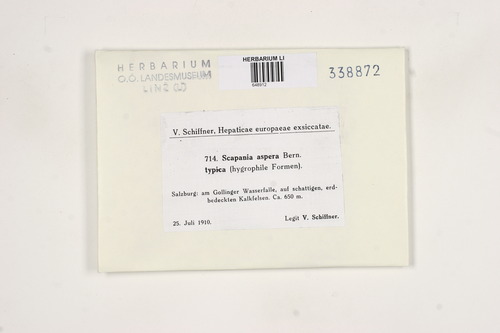 HERBARIUM
O.Ö. LANDESMUSEUM
LINZ
HERBARIUM LI
338872
V. Schiffner, Hepaticae europaeae exsiccatae.
714. Scapania aspera Bern.
typica (hygrophile Formen).
Salzburg: am Gollinger Wasserfalle, auf schattigen, erd-
bedeckten Kalkfelsen. Ca. 650 m.
25. Juli 1910.
Legit V. Schiffner.